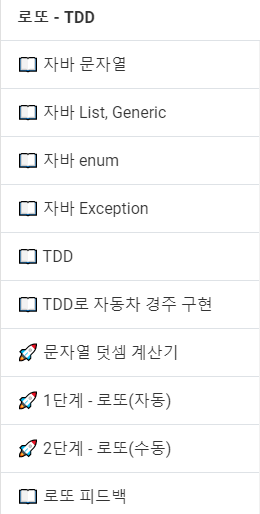 로또 - TDD
자바 문자열
자바 List, Generic
자바 enum
자바 Exception
TDD
TDD로 자동차 경주 구현
문자열 덧셈 계산기
1단계 - 로또(자동)
2단계 - 로또(수동)
로또 피드백